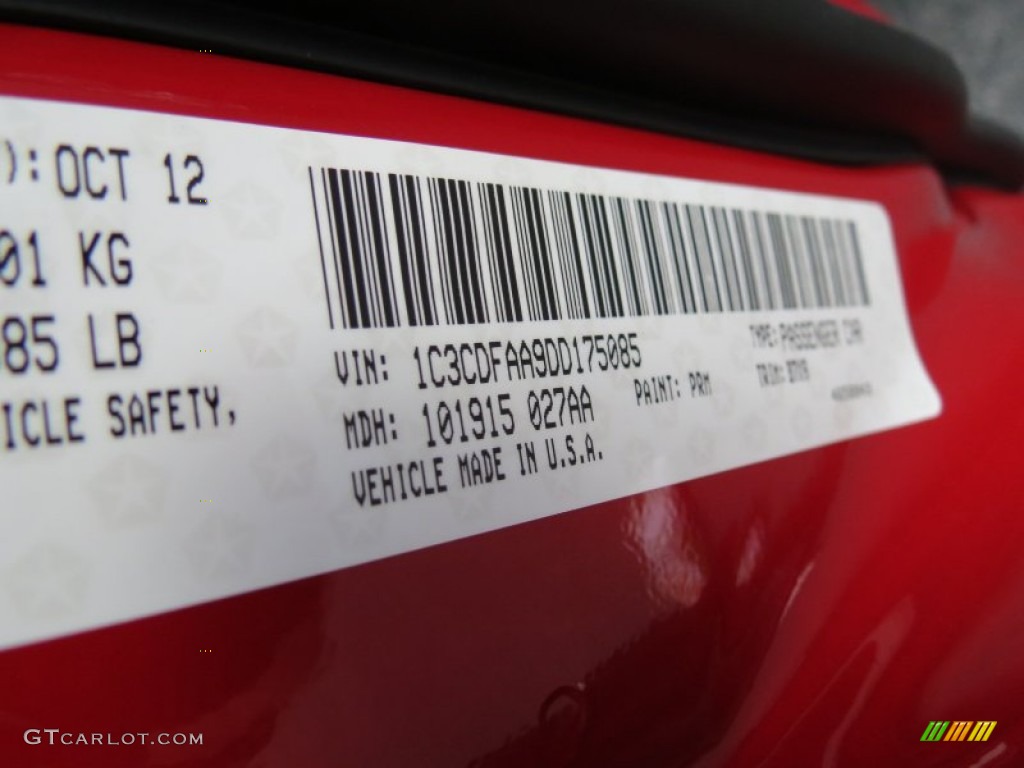 ): OCT 12
01 KG
85 LB
ICLE SAFETY,
VIN: 1C3CDFAA9DD175085
TYPE: PASSENGER CAR
MDH: 101915 027AA
PAINT: PRM
TRIM:
VEHICLE MADE IN U.S.A.
GTCARLOT.COM